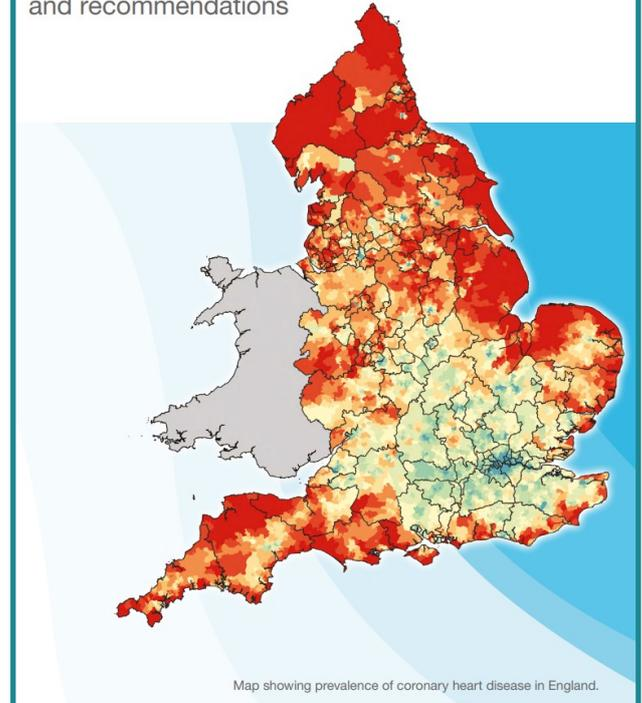 and recommendations
Map showing prevalence of coronary heart disease in England.